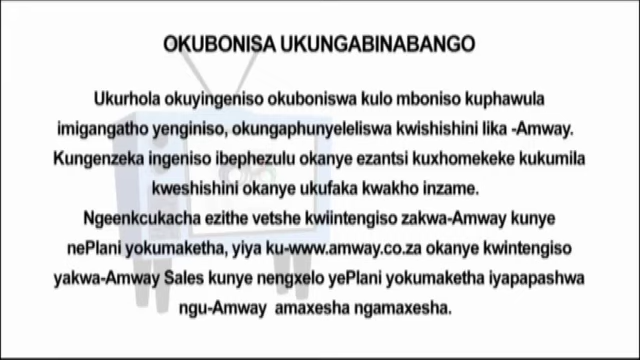 OKUBONISA UKUNGABINABANGO
Ukurhola okuyingeniso okuboniswa kulo mboniso kuphawula
imigangatho yenginiso, okungaphunyeleliswa kwishishini lika -Amway.
Kungenzeka ingeniso ibephezulu okanye ezantsi kuxhomekeke kukumila
kweshishini okanye ukufaka kwakho inzame.
Ngeenkcukacha ezithe vetshe kwiintengiso zakwa-Amway kunye
nePlani yokumaketha, yiya ku-www.amway.co.za okanye kwintengiso
yakwa-Amway Sales kunye nengxelo yePlani yokumaketha iyapapashwa
ngu-Amway amaxesha ngamaxesha.